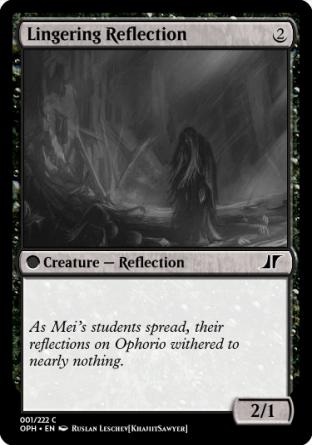 Lingering Reflection 2
Creature — Reflection
As Mei's students spread, their
reflections on Ophorio withered to
nearly nothing.
001/222 C
OPH • EN Ruslan Leschev[KhajiitSawyer]
2/1